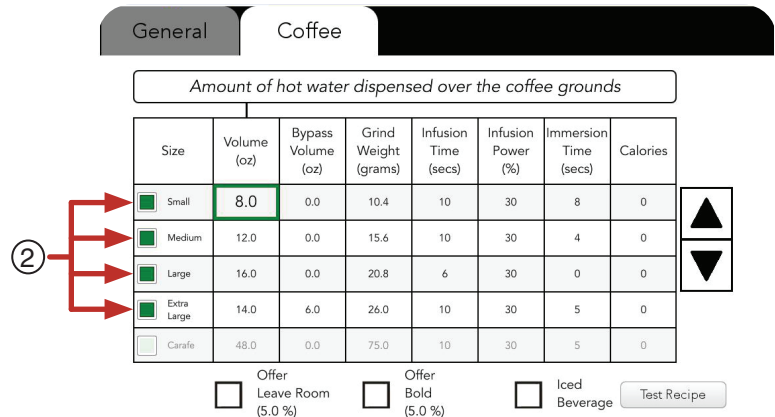 General Coffee
Amount of hot water dispensed over the coffee grounds
Size Volume (oz) Bypass Volume (oz) Grind Weight (grams) Infusion Time (secs) Infusion Power (%) Immersion Time (secs) Calories
Small 8.0 0.0 10.4 10 30 8 0
Medium 12.0 0.0 15.6 10 30 4 0
2
Large 16.0 0.0 20.8 6 30 0 0
Extra Large 14.0 6.0 26.0 10 30 5 0
Carafe 48.0 0.0 75.0 10 30 5 0
Offer Leave Room (5.0 %)
Offer Bold (5.0 %)
Iced Beverage
Test Recipe